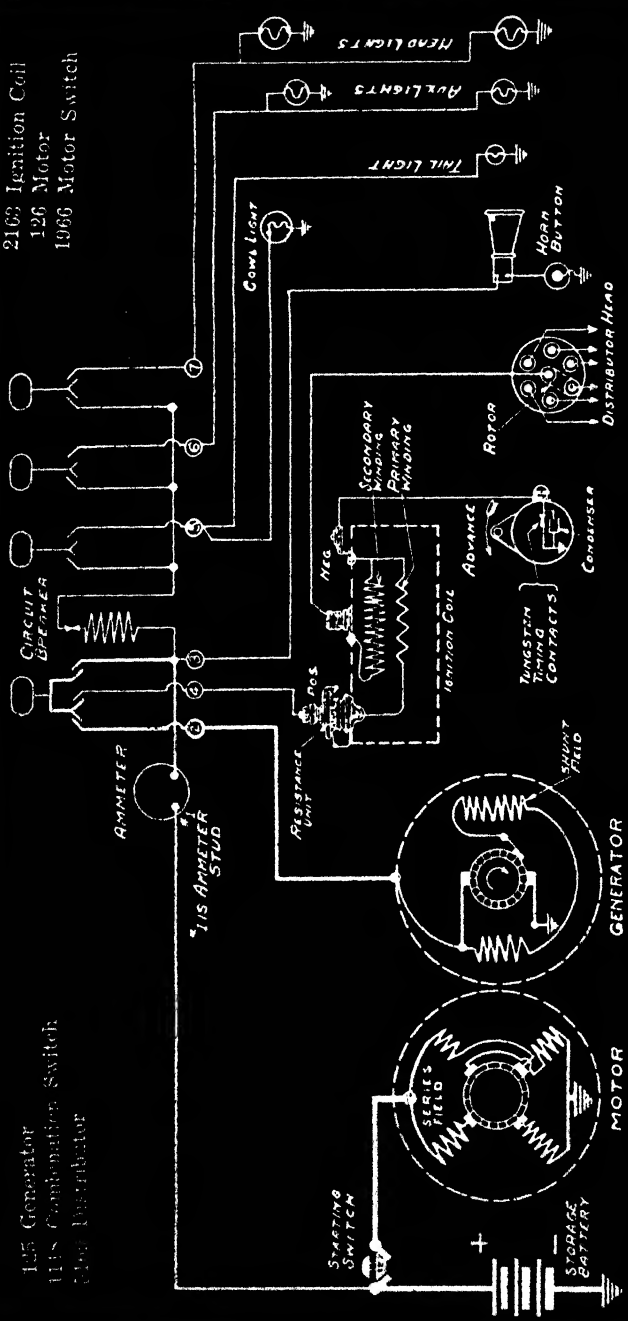 125 Generator
1118 Combination Switch
Distributor
2163 Ignition Coil
126 Motor
1966 Motor Switch
HEAD LIGHTS
AUX. LIGHTS
TAIL LIGHT
COWL LIGHT
HORN
BUTTON
CIRCUIT
BREAKER
7
6
5
3
4
2
AMMETER
"1
"115 AMMETER
STUD
RESISTANCE
UNIT
POS.
NEG.
SECONDARY
WINDING
PRIMARY
WINDING
IGNITION COIL
ROTOR
DISTRIBUTOR HEAD
ADVANCE
CONDENSER
TUNGSTEN
TIMING
CONTACTS
SHUNT
FIELD
GENERATOR
SERIES
FIELD
MOTOR
STARTING
SWITCH
+
−
STORAGE
BATTERY